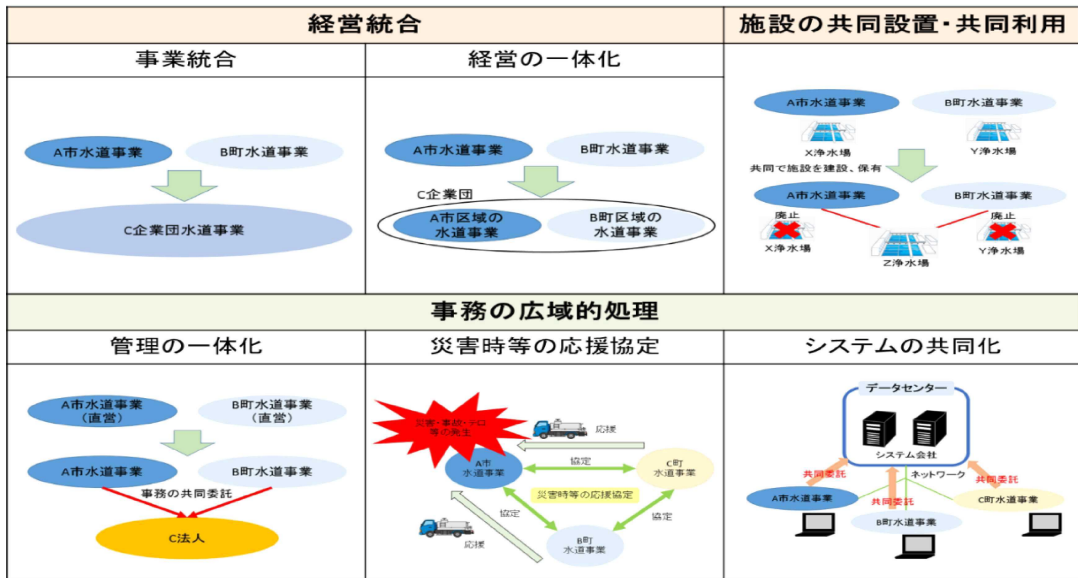 経営統合
施設の共同設置・共同利用
事業統合
経営の一体化
A市水道事業
B町水道事業
C企業団水道事業
A市水道事業
B町水道事業
C企業団
A市区域の
水道事業
B町区域の
水道事業
A市水道事業
B町水道事業
X浄水場
Y浄水場
共同で施設を建設、保有
A市水道事業
B町水道事業
廃止
廃止
X浄水場
Z浄水場
Y浄水場
事務の広域的処理
管理の一体化
災害時等の応援協定
システムの共同化
A市水道事業
(直営)
B町水道事業
(直営)
A市水道事業
B町水道事業
事務の共同委託
C法人
災害・事故・テロ
等の発生
応援
A市
水道事業
協定
C町
水道事業
災害時等の応援協定
協定
協定
応援
B町
水道事業
データセンター
システム会社
共同委託
ネットワーク
共同委託
共同委託
A市水道事業
C町水道事業
B町水道事業